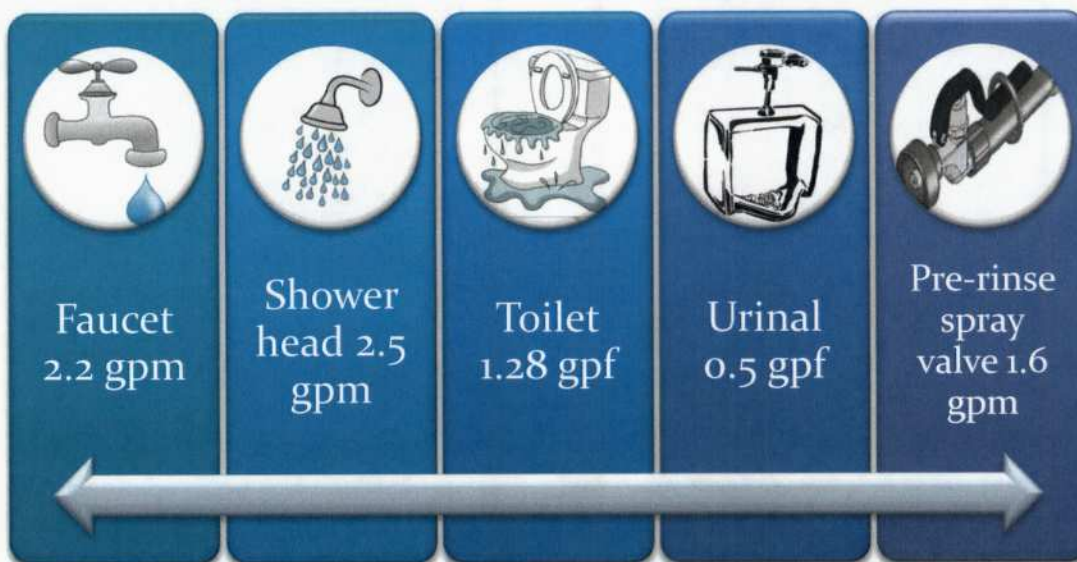 Faucet
2.2 gpm
Shower
head 2.5
gpm
Toilet
1.28 gpf
Urinal
0.5 gpf
Pre-rinse
spray
valve 1.6
gpm